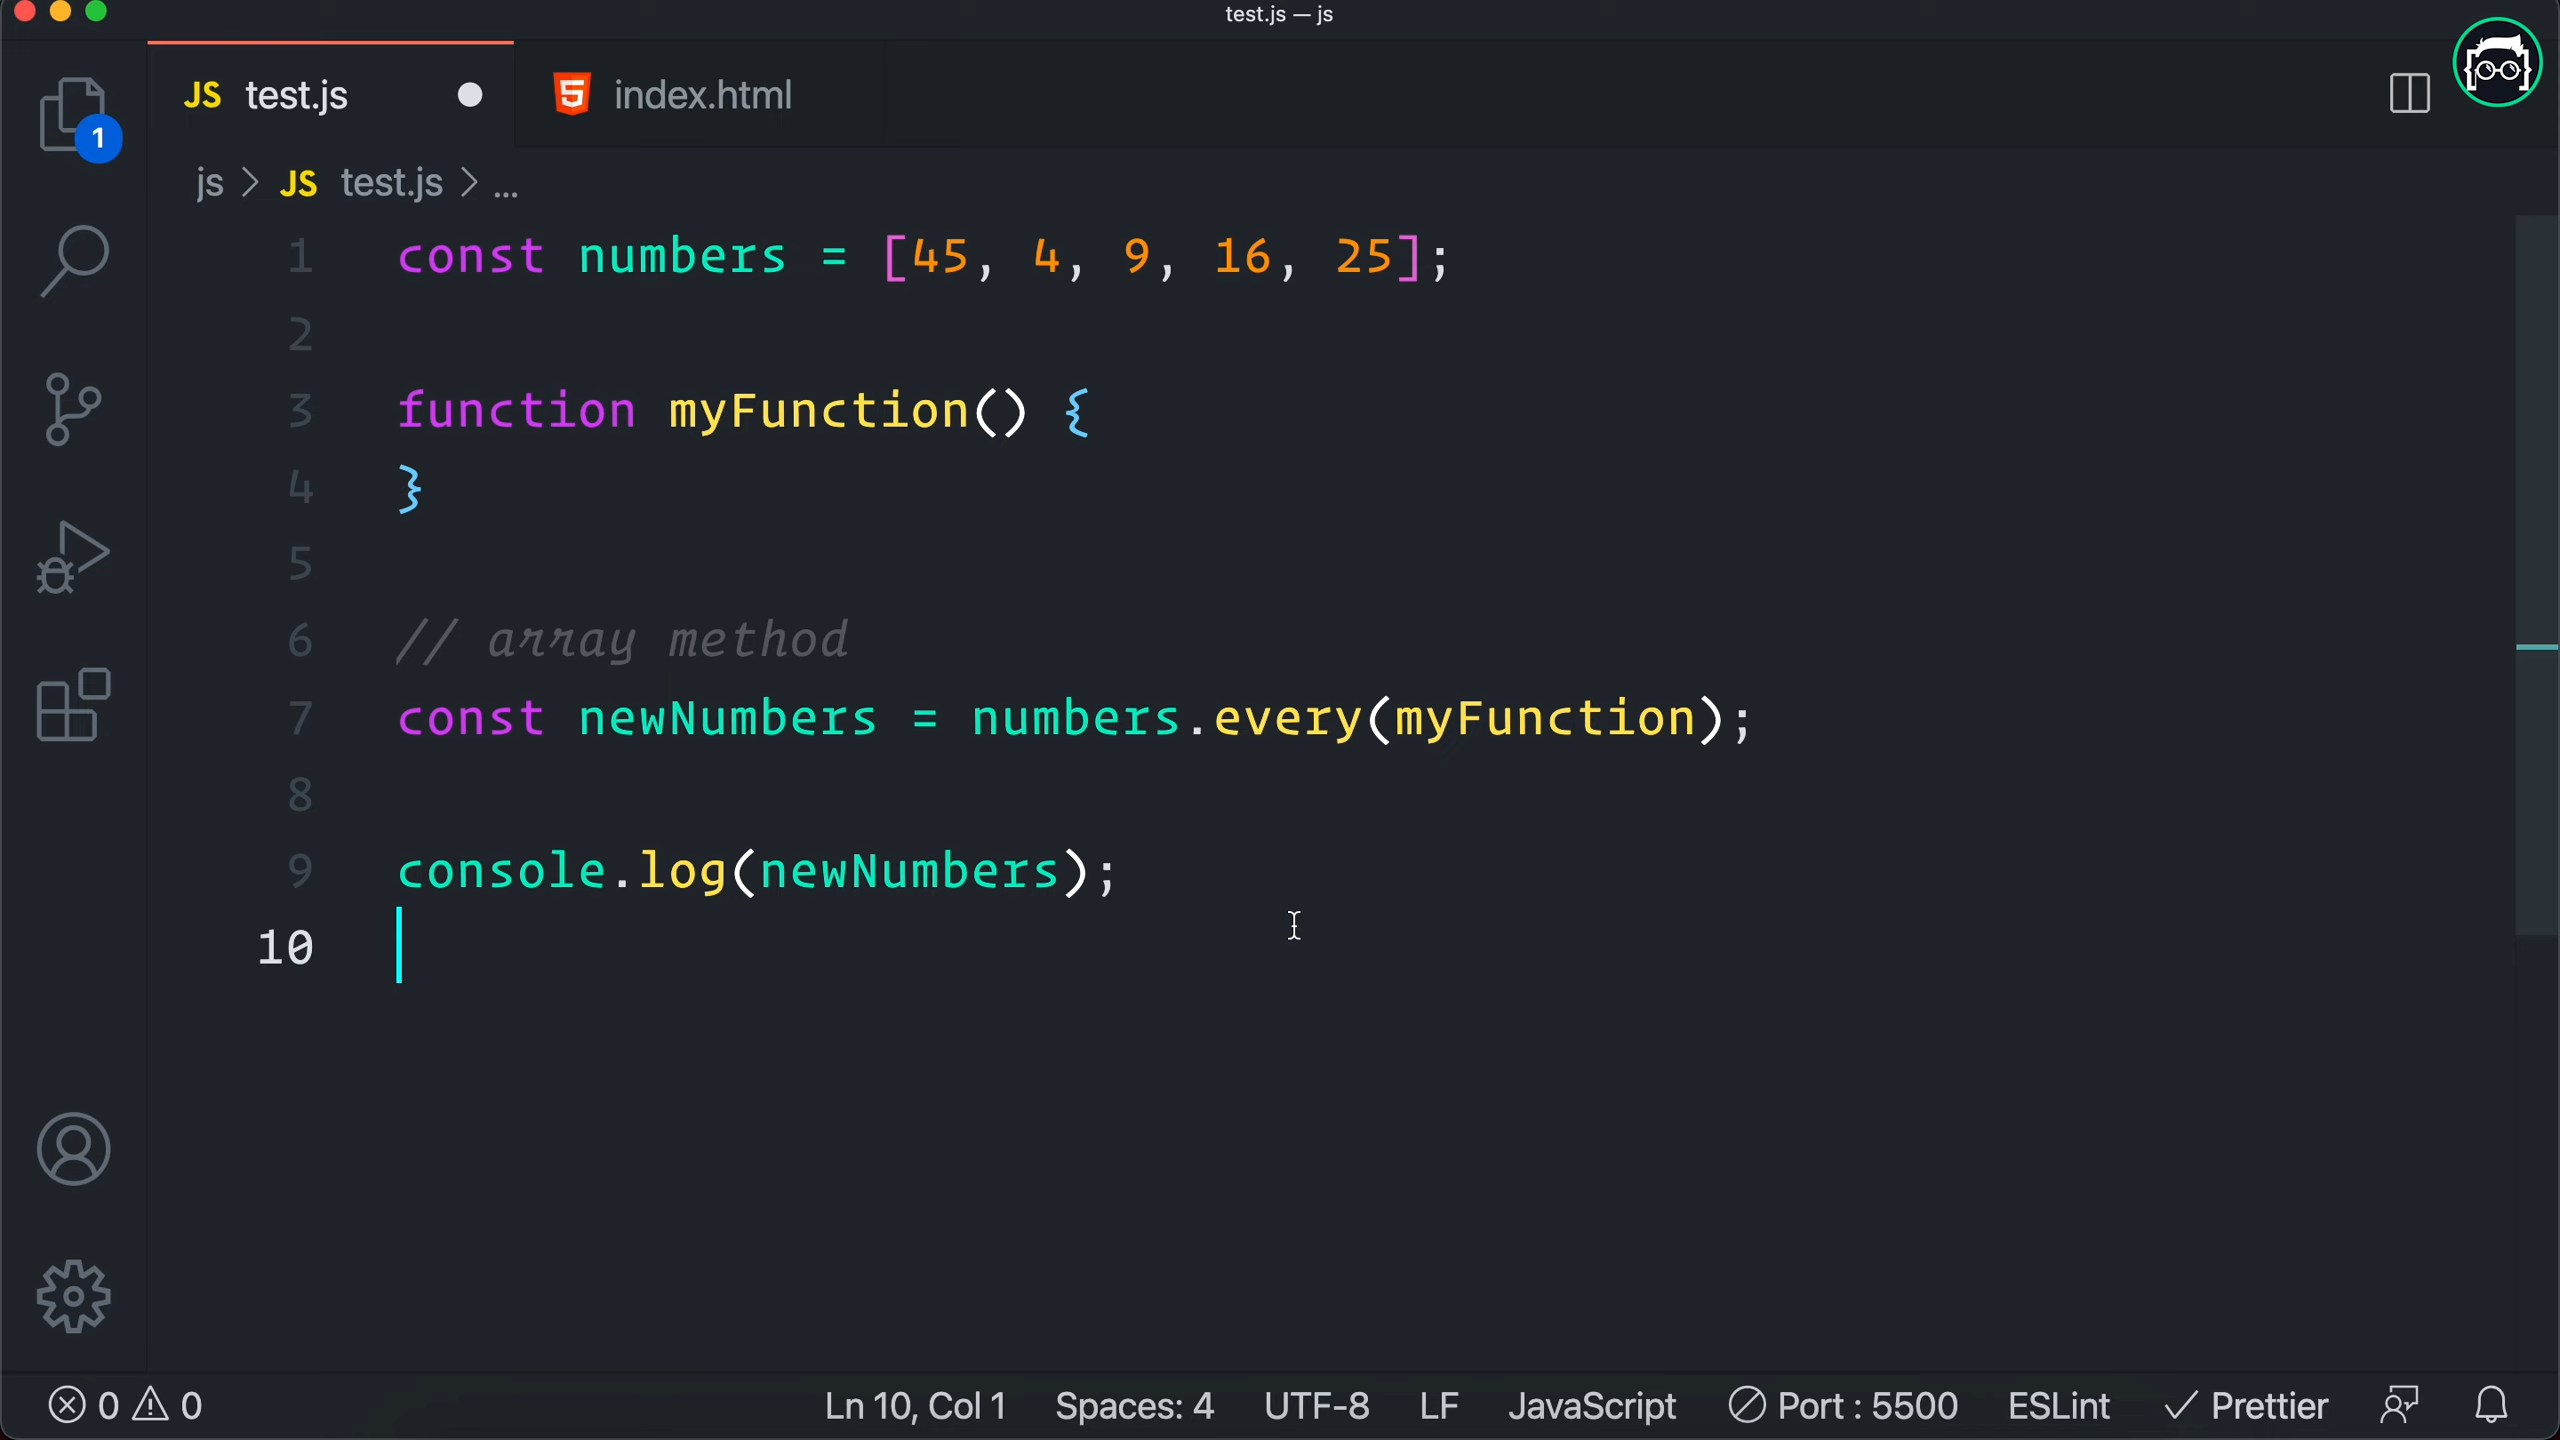 test.js — js
JS test.js
index.html
1
js > JS test.js > ...
1 const numbers = [45, 4, 9, 16, 25];
2
3 function myFunction() {
4 }
5
6 // array method
7 const newNumbers = numbers.every(myFunction);
8
9 console.log(newNumbers);
10
0 0 Ln 10, Col 1 Spaces: 4 UTF-8 LF JavaScript Port : 5500 ESLint Prettier